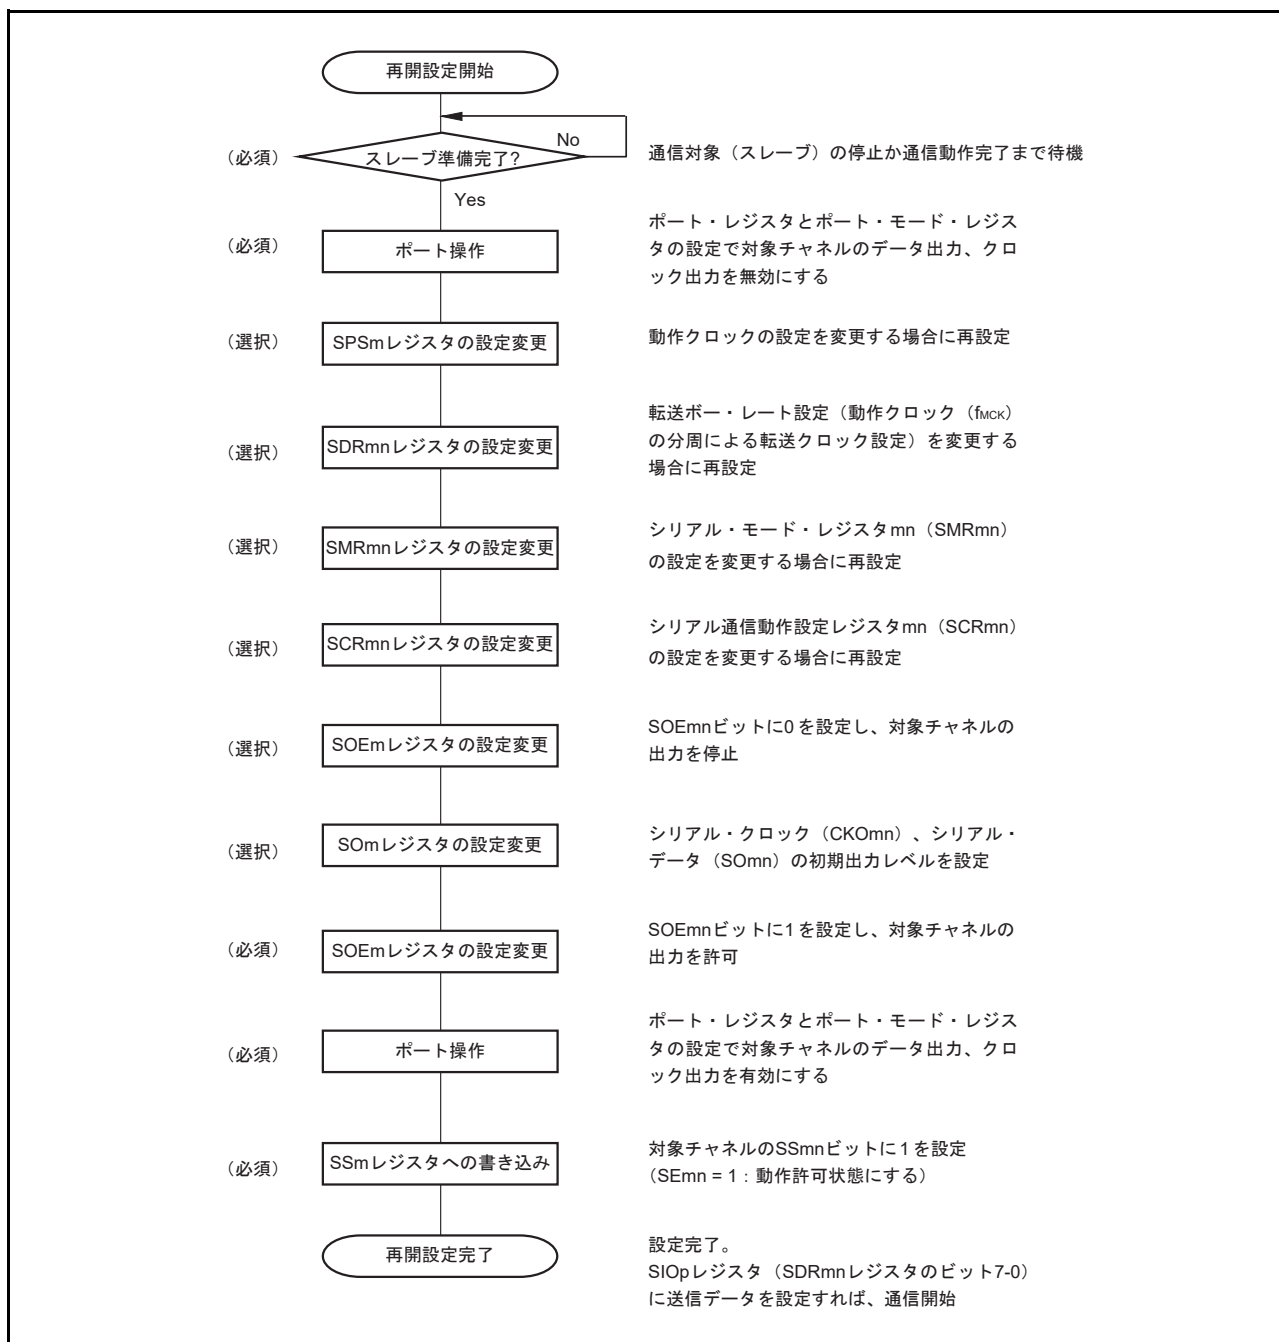 再開設定開始
No
(必須)
スレーブ準備完了?
通信対象(スレーブ)の停止か通信動作完了まで待機
Yes
(必須)
ポート操作
ポート・レジスタとポート・モード・レジス
タの設定で対象チャネルのデータ出力、クロ
ック出力を無効にする
(選択)
SPSmレジスタの設定変更
動作クロックの設定を変更する場合に再設定
(選択)
SDRmnレジスタの設定変更
転送ボー・レート設定(動作クロック(fMCK)
の分周による転送クロック設定)を変更する
場合に再設定
(選択)
SMRmnレジスタの設定変更
シリアル・モード・レジスタmn(SMRmn)
の設定を変更する場合に再設定
(選択)
SCRmnレジスタの設定変更
シリアル通信動作設定レジスタmn(SCRmn)
の設定を変更する場合に再設定
(選択)
SOEmレジスタの設定変更
SOEmnビットに0を設定し、対象チャネルの
出力を停止
(選択)
SOmレジスタの設定変更
シリアル・クロック(CKOmn)、シリアル・
データ(SOmn)の初期出力レベルを設定
(必須)
SOEmレジスタの設定変更
SOEmnビットに1を設定し、対象チャネルの
出力を許可
(必須)
ポート操作
ポート・レジスタとポート・モード・レジス
タの設定で対象チャネルのデータ出力、クロ
ック出力を有効にする
(必須)
SSmレジスタへの書き込み
対象チャネルのSSmnビットに1を設定
(SEmn = 1:動作許可状態にする)
再開設定完了
設定完了。
SIOpレジスタ(SDRmnレジスタのビット7-0)
に送信データを設定すれば、通信開始